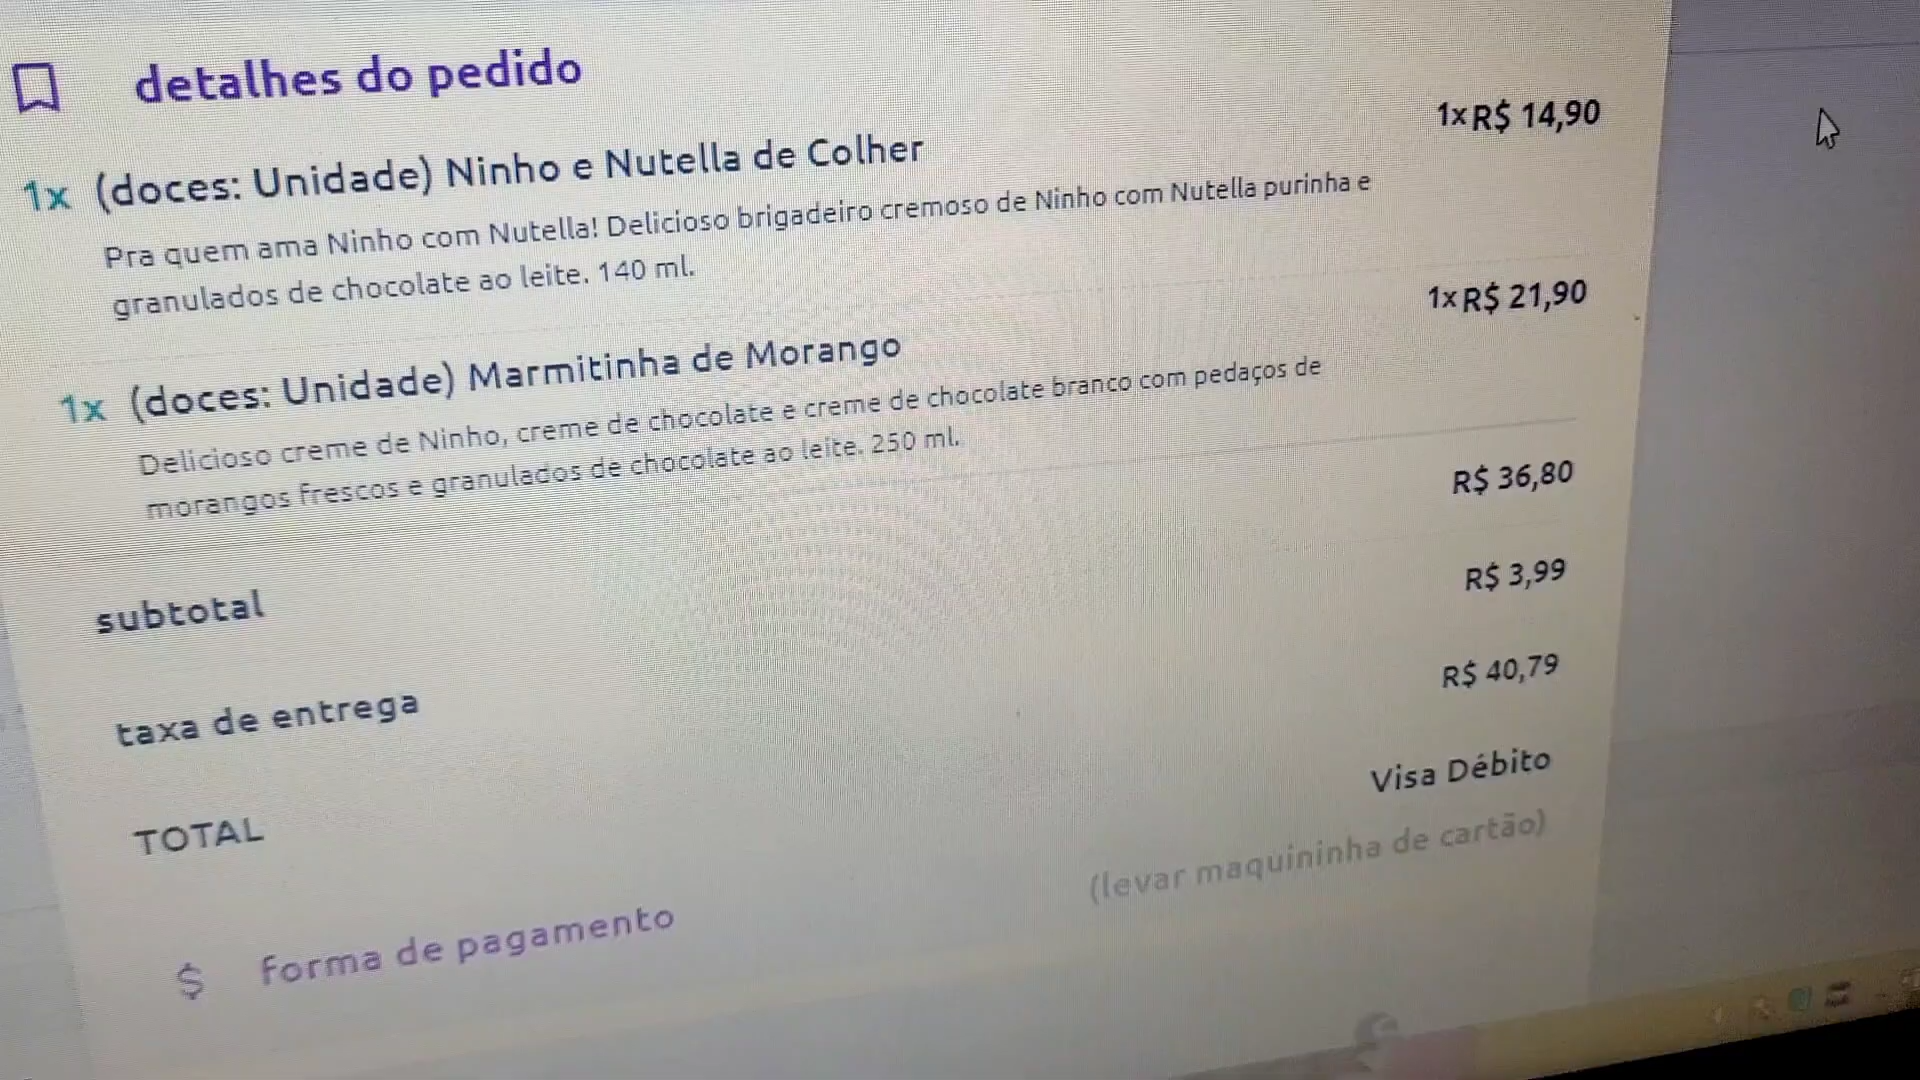 detalhes do pedido
1x (doces: Unidade) Ninho e Nutella de Colher 1xR$ 14,90
Pra quem ama Ninho com Nutella! Delicioso brigadeiro cremoso de Ninho com Nutella purinha e
granulados de chocolate ao leite. 140 ml.
1x (doces: Unidade) Marmitinha de Morango 1xR$ 21,90
Delicioso creme de Ninho, creme de chocolate e creme de chocolate branco com pedaços de
morangos frescos e granulados de chocolate ao leite. 250 ml.
subtotal R$ 36,80
taxa de entrega R$ 3,99
TOTAL R$ 40,79
$ forma de pagamento Visa Débito
(levar maquininha de cartão)